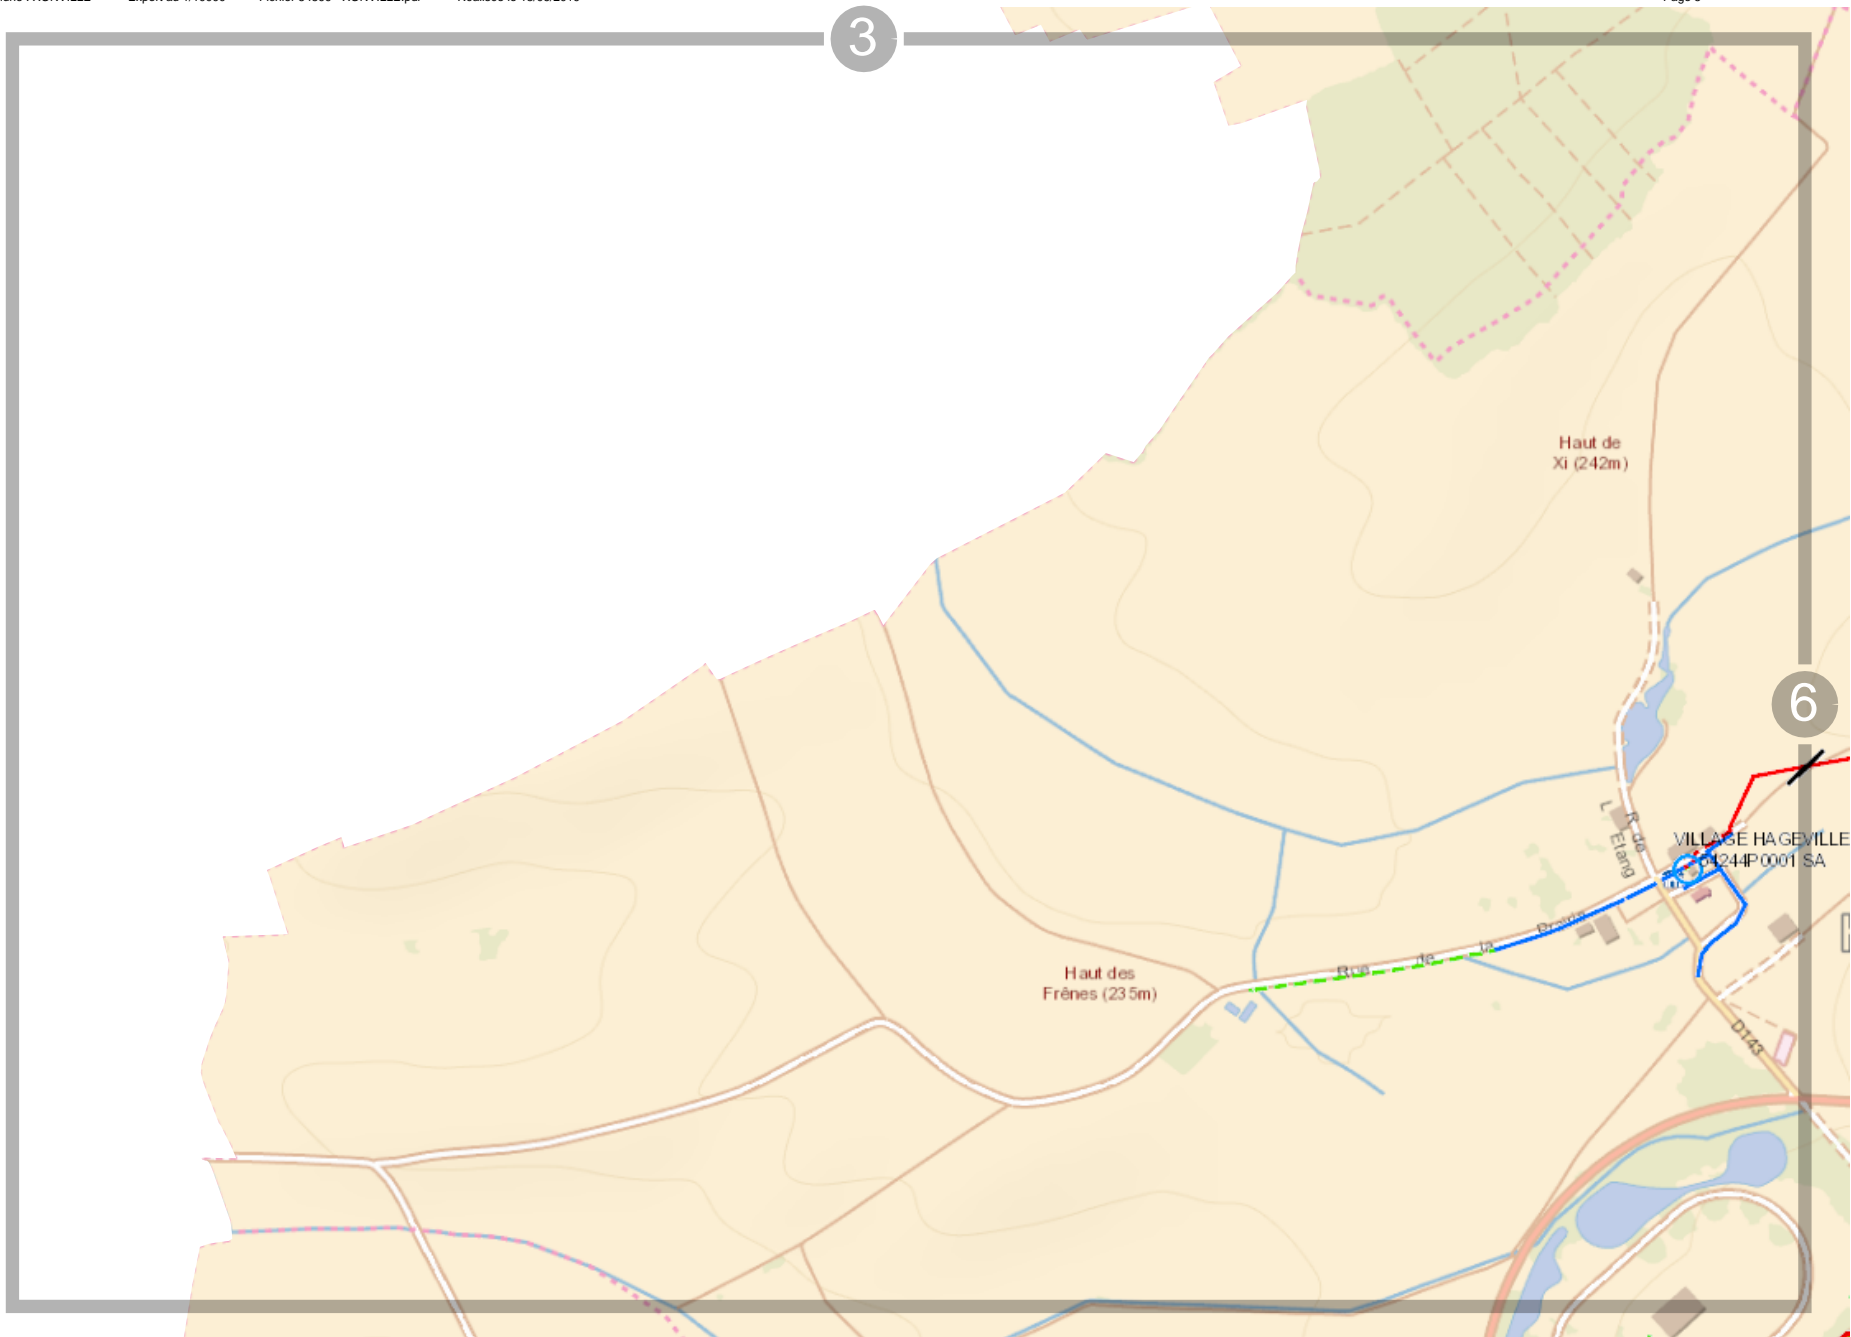 3
Haut de
Xi (242m)
6
R de
L Etang
VILLAGE HAGEVILLE
54244P0001 SA
Rue de la
Haut des
Frênes (235m)
D143